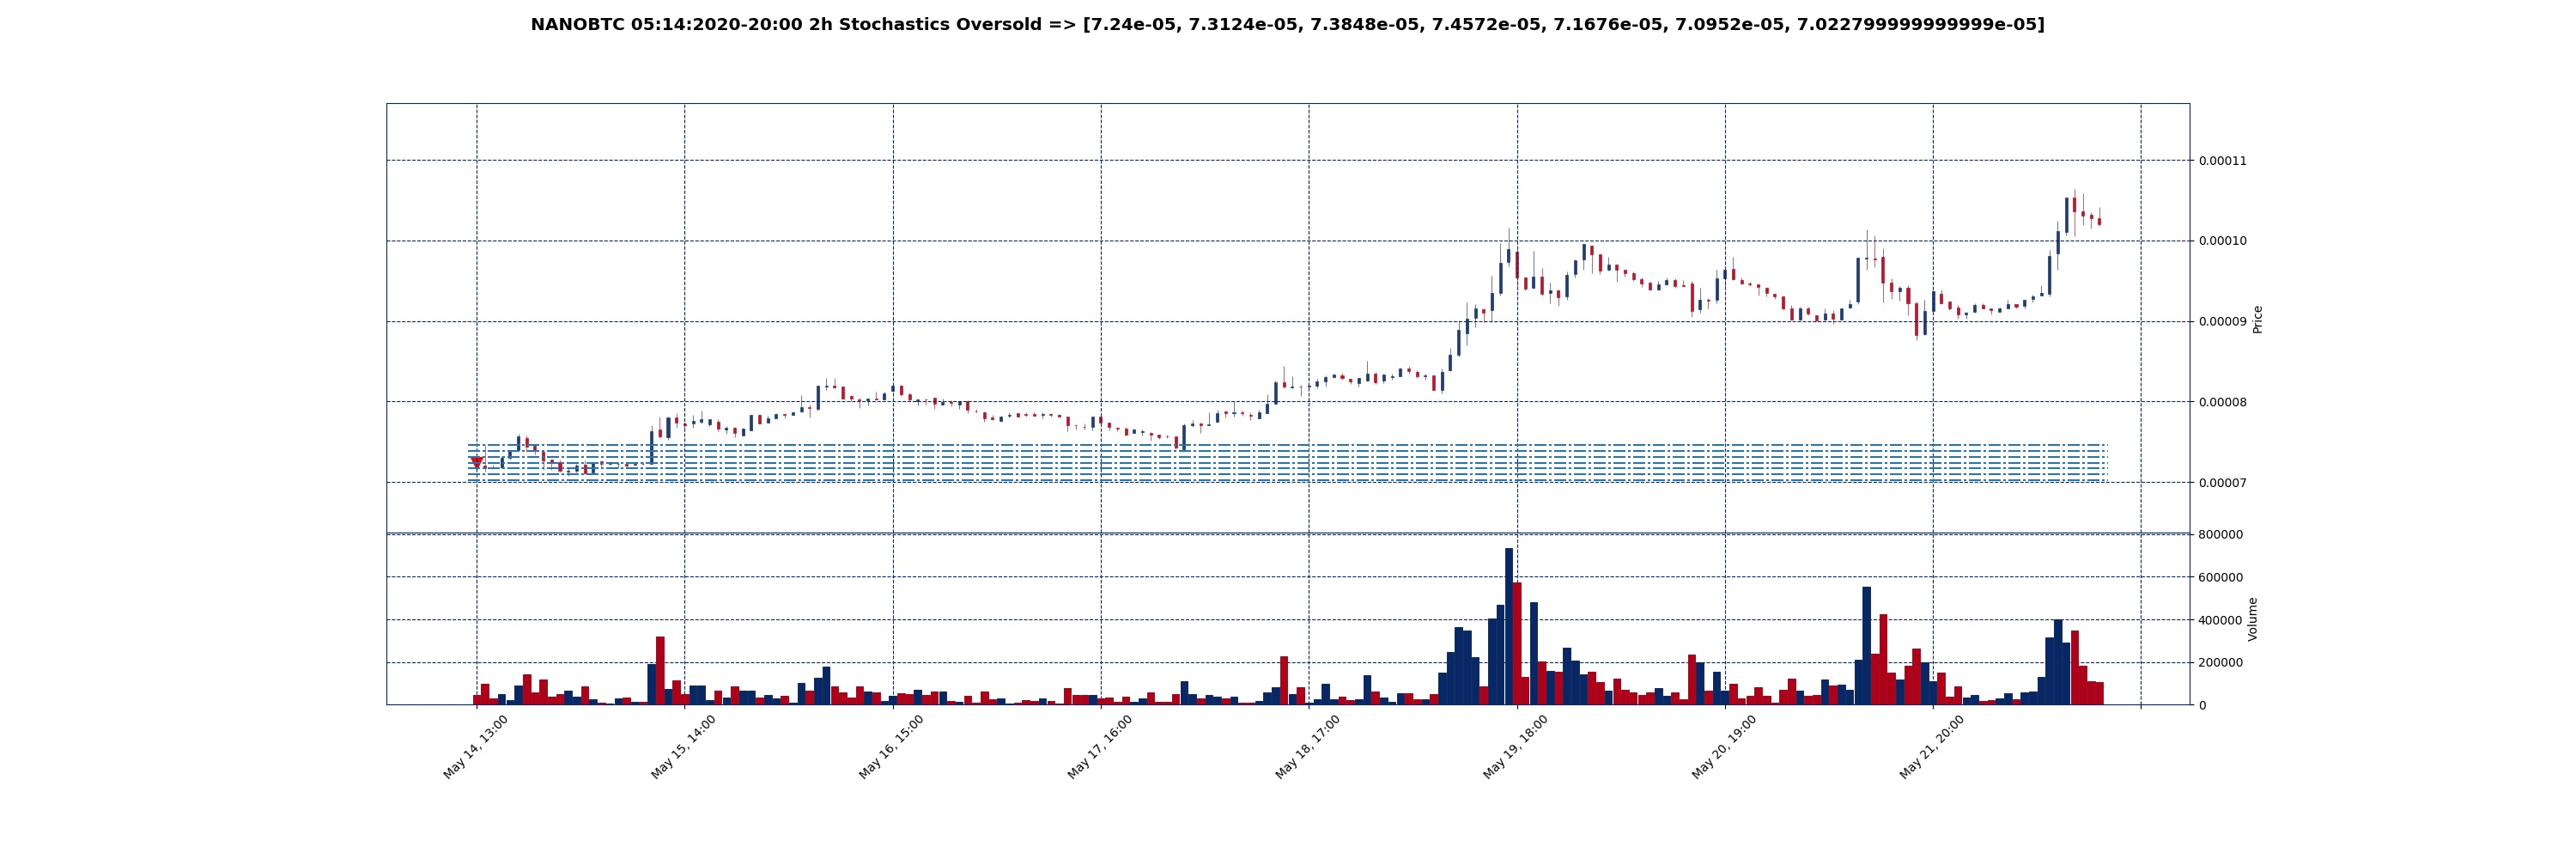 NANOBTC 05:14:2020-20:00 2h Stochastics Oversold => [7.24e-05, 7.3124e-05, 7.3848e-05, 7.4572e-05, 7.1676e-05, 7.0952e-05, 7.022799999999999e-05]
0.00011
0.00010
0.00009
0.00008
0.00007
Price
800000
600000
400000
200000
0
Volume
May 14, 13:00
May 15, 14:00
May 16, 15:00
May 17, 16:00
May 18, 17:00
May 19, 18:00
May 20, 19:00
May 21, 20:00